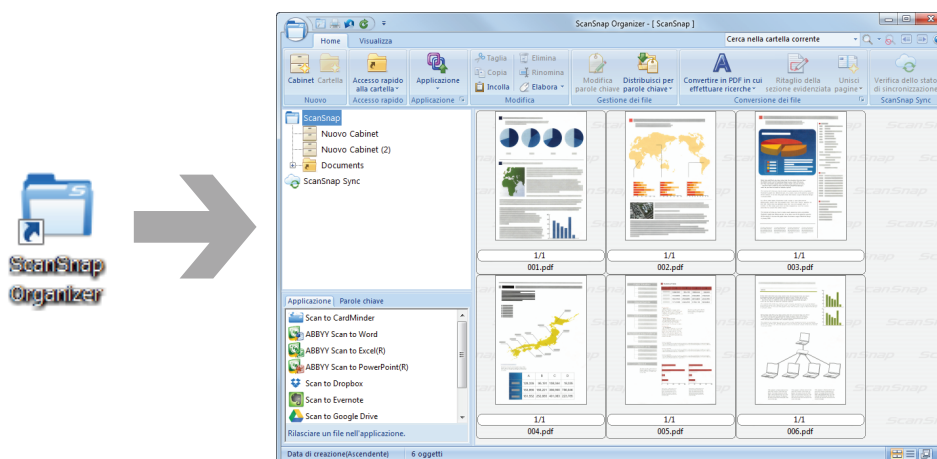 ScanSnap
Organizer
ScanSnap Organizer - [ ScanSnap ]
Home Visualizza
Cerca nella cartella corrente
Cabinet Cartella
Accesso rapido
alla cartella
Applicazione
Taglia
Copia
Incolla
Elimina
Rinomina
Elabora
Modifica
parole chiave
Distribuisci per
parole chiave
Convertire in PDF in cui
effettuare ricerche
Ritaglio della
sezione evidenziata
Unisci
pagine
Verifica dello stato
di sincronizzazione
Nuovo Accesso rapido Applicazione Modifica Gestione dei file Conversione dei file ScanSnap Sync
ScanSnap
Nuovo Cabinet
Nuovo Cabinet (2)
Documents
ScanSnap Sync
1/1 1/1 1/1
001.pdf 002.pdf 003.pdf
Applicazione Parole chiave
Scan to CardMinder
ABBYY Scan to Word
ABBYY Scan to Excel(R)
ABBYY Scan to PowerPoint(R)
Scan to Dropbox
Scan to Evernote
Scan to Google Drive
Rilasciare un file nell'applicazione.
A B C D
1/1 1/1 1/1
004.pdf 005.pdf 006.pdf
Data di creazione(Ascendente) 6 oggetti